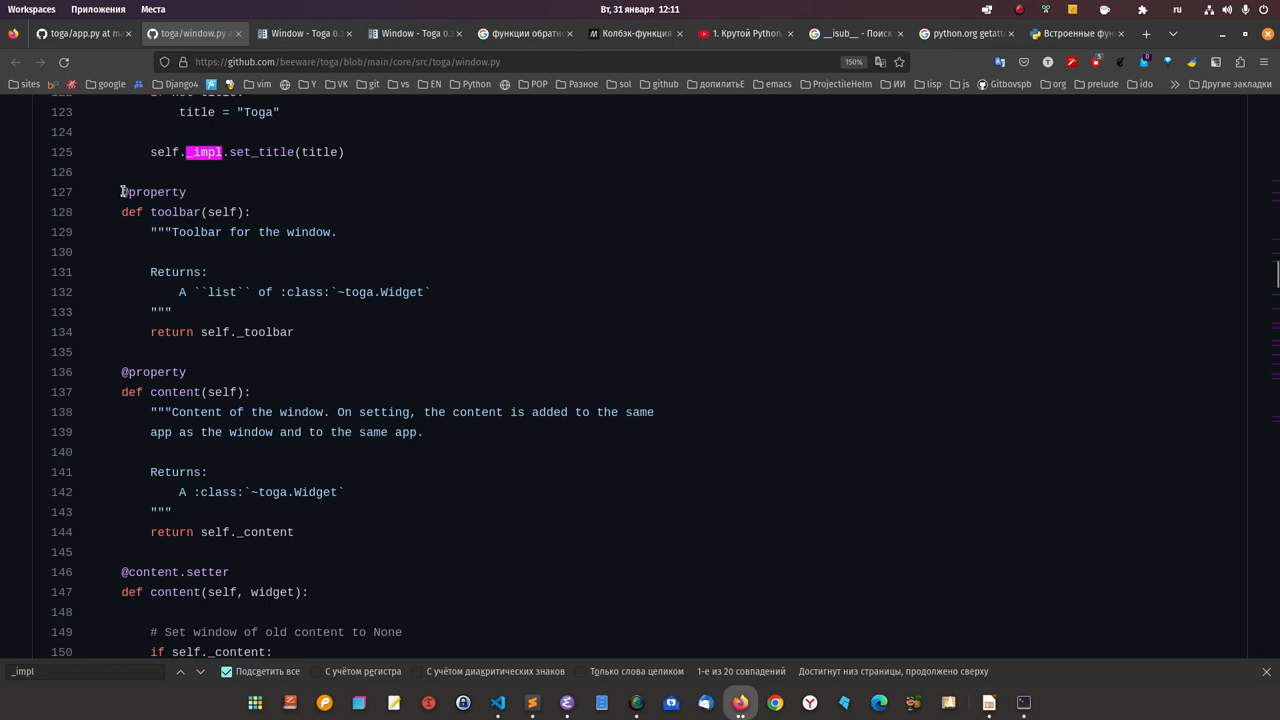 Workspaces Приложения Места Вт, 31 января 12:11 ru
toga/app.py at ma toga/window.py a Window - Toga 0.3 Window - Toga 0.3 функции обратно Колбэк-функция 1. Крутой Python. __isub__ - Поиск python.org getatt Встроенные фун
https://github.com/beeware/toga/blob/main/core/src/toga/window.py 150%
sites google Django4 vim Y VK git vs EN Python POP Разное sol github допилитьЕ emacs ProjectileHelm ИИ lisp js Gitbovspb org prelude ido Другие закладки
123 title = "Toga"
124
125 self._impl.set_title(title)
126
127 @property
128 def toolbar(self):
129 """Toolbar for the window.
130
131 Returns:
132 A ``list`` of :class:`~toga.Widget`
133 """
134 return self._toolbar
135
136 @property
137 def content(self):
138 """Content of the window. On setting, the content is added to the same
139 app as the window and to the same app.
140
141 Returns:
142 A :class:`~toga.Widget`
143 """
144 return self._content
145
146 @content.setter
147 def content(self, widget):
148
149 # Set window of old content to None
150 if self._content:
_impl Подсветить все С учётом регистра С учётом диакритических знаков Только слова целиком 1-е из 20 совпадений Достигнут низ страницы, продолжено сверху